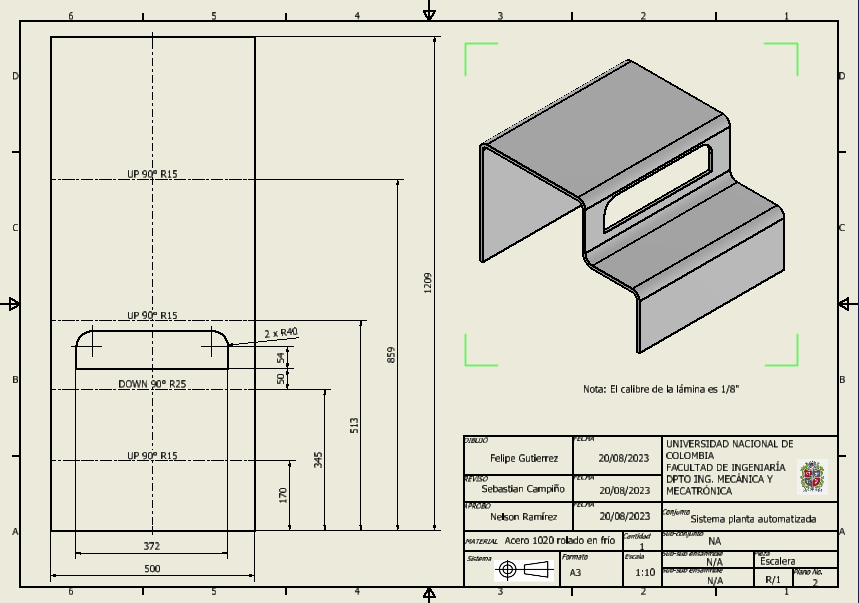 6 5 4 3 2 1
D D
UP 90° R15
C C
1209
UP 90° R15
2 x R40
859
54
50
B B
DOWN 90° R25
Nota: El calibre de la lámina es 1/8"
513
345
UP 90° R15
170
A A
372
500
DIBUJÓ FECHA
Felipe Gutierrez 20/08/2023
REVISO FECHA
Sebastian Campiño 20/08/2023
APROBÓ FECHA
Nelson Ramírez 20/08/2023
UNIVERSIDAD NACIONAL DE
COLOMBIA
FACULTAD DE INGENIARÍA
DPTO ING. MECÁNICA Y
MECATRÓNICA
Conjunto Sistema planta automatizada
MATERIAL Acero 1020 rolado en frío
Cantidad
1
Sub-conjunto NA
Sistema
Formato
A3
Escala
1:10
Sub-sub ensamble
N/A
Pieza
Escalera
Sub-sub ensamble
N/A
R/1
Plano No.
2
6 5 4 3 2 1